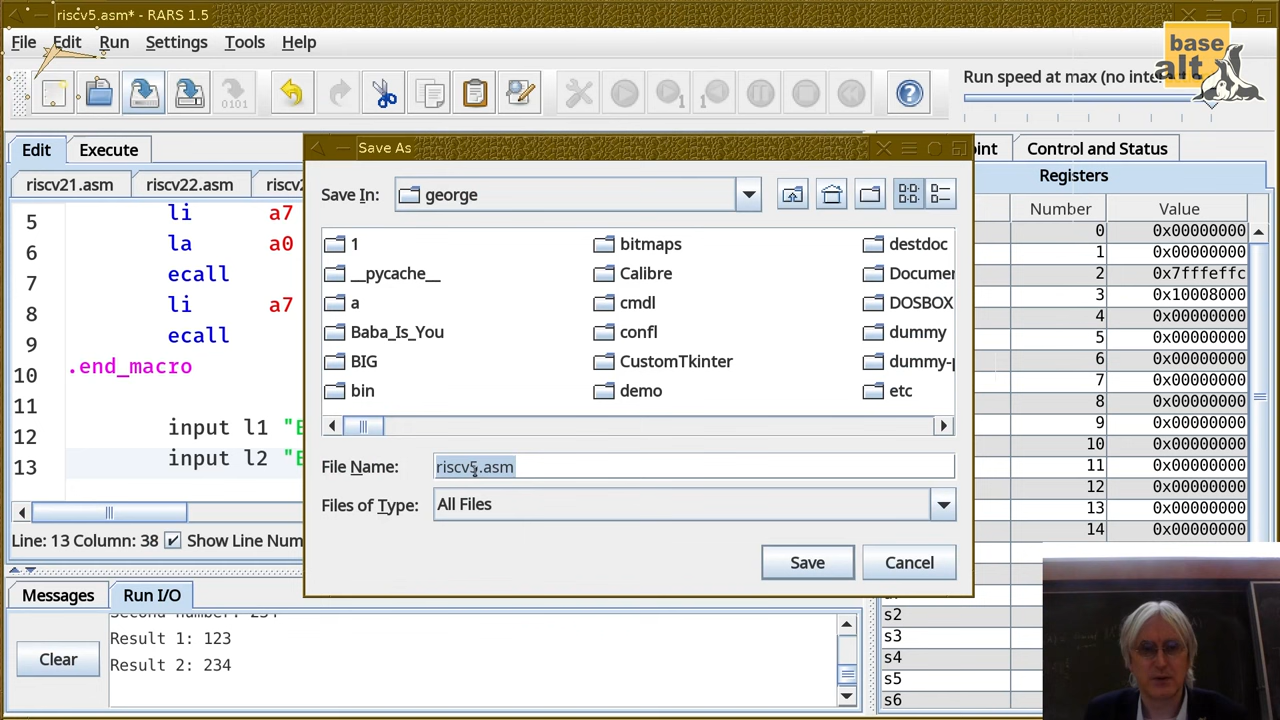 riscv5.asm* - RARS 1.5
File Edit Run Settings Tools Help
Run speed at max (no inte
base
alt
Edit Execute
riscv21.asm riscv22.asm riscv2
5 li a7
6 la a0
7 ecall
8 li a7
9 ecall
10 .end_macro
11
12 input l1 "E
13 input l2 "E
Line: 13 Column: 38 Show Line Num
Messages Run I/O
Result 1: 123
Result 2: 234
Clear
Save As
Save In: george
1 bitmaps destdoc
__pycache__ Calibre Documen
a cmdl DOSBOX
Baba_Is_You confl dummy
BIG CustomTkinter dummy-p
bin demo etc
File Name: riscv5.asm
Files of Type: All Files
Save Cancel
oint Control and Status
Registers
Number Value
0 0x00000000
1 0x00000000
2 0x7fffeffc
3 0x10008000
4 0x00000000
5 0x00000000
6 0x00000000
7 0x00000000
8 0x00000000
9 0x00000000
10 0x00000000
11 0x00000000
12 0x00000000
13 0x00000000
14 0x00000000
s2
s3
s4
s5
s6